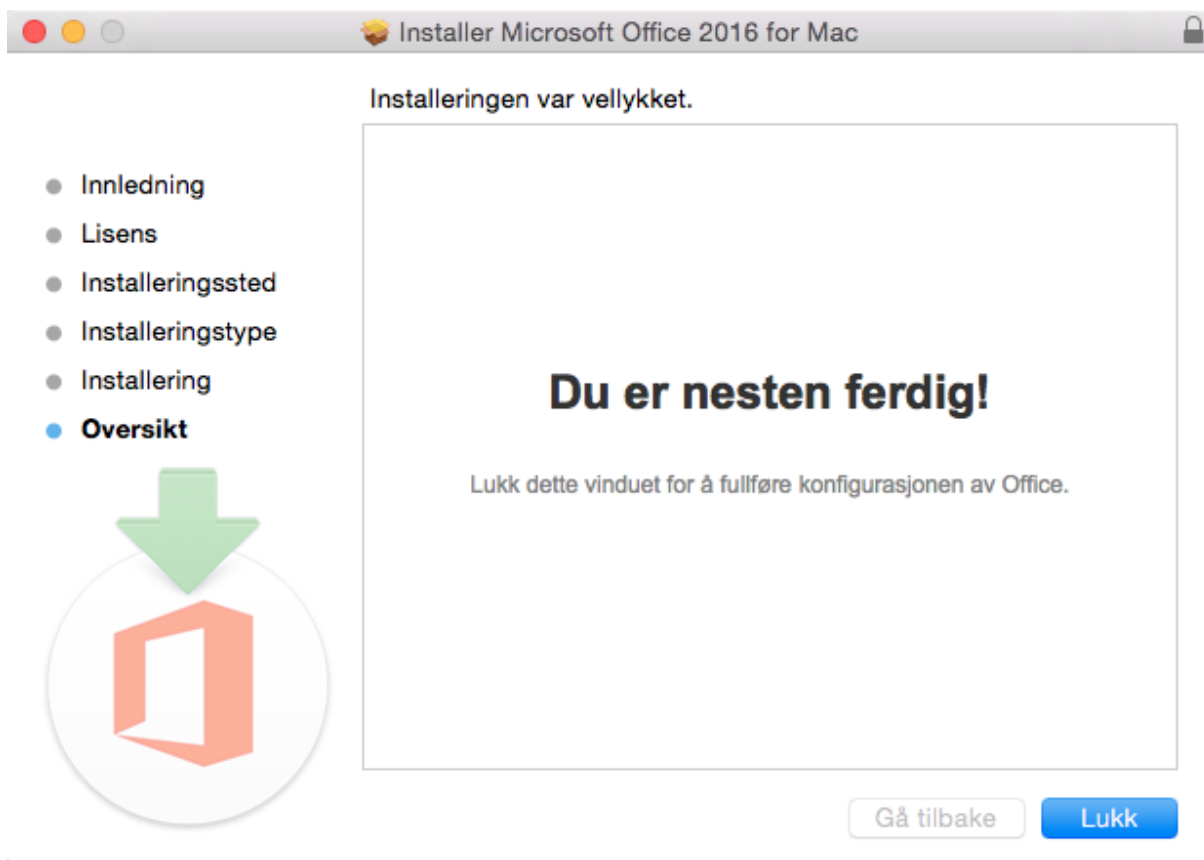 Installer Microsoft Office 2016 for Mac
Installeringen var vellykket.
Innledning
Lisens
Installeringssted
Installeringstype
Installering
Oversikt
Du er nesten ferdig!
Lukk dette vinduet for å fullføre konfigurasjonen av Office.
Gå tilbake
Lukk